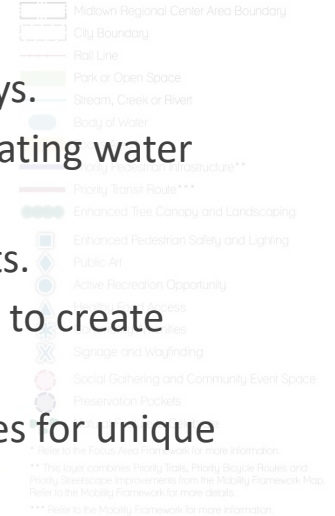 Midtown Regional Center Area Boundary
City Boundary
Rail Line
Park or Open Space
ys.
Stream, Creek or River
Body of Water
ating water
Priority Pedestrian Infrastructure**
Priority Transit Route***
Enhanced Tree Canopy and Landscaping
Enhanced Pedestrian Safety and Lighting
ts.
Public Art
Active Recreation Opportunity
Access
to create
Signage and Wayfinding
Social Gathering and Community Event Space
Preservation Pockets
es for unique
* Refer to the Focus Area Framework for more information.
** This layer combines Priority Trails, Priority Bicycle Routes and
Priority Streetscape Improvements from the Mobility Framework Map.
Refer to the Mobility Framework for more details.
*** Refer to the Mobility Framework for more information.